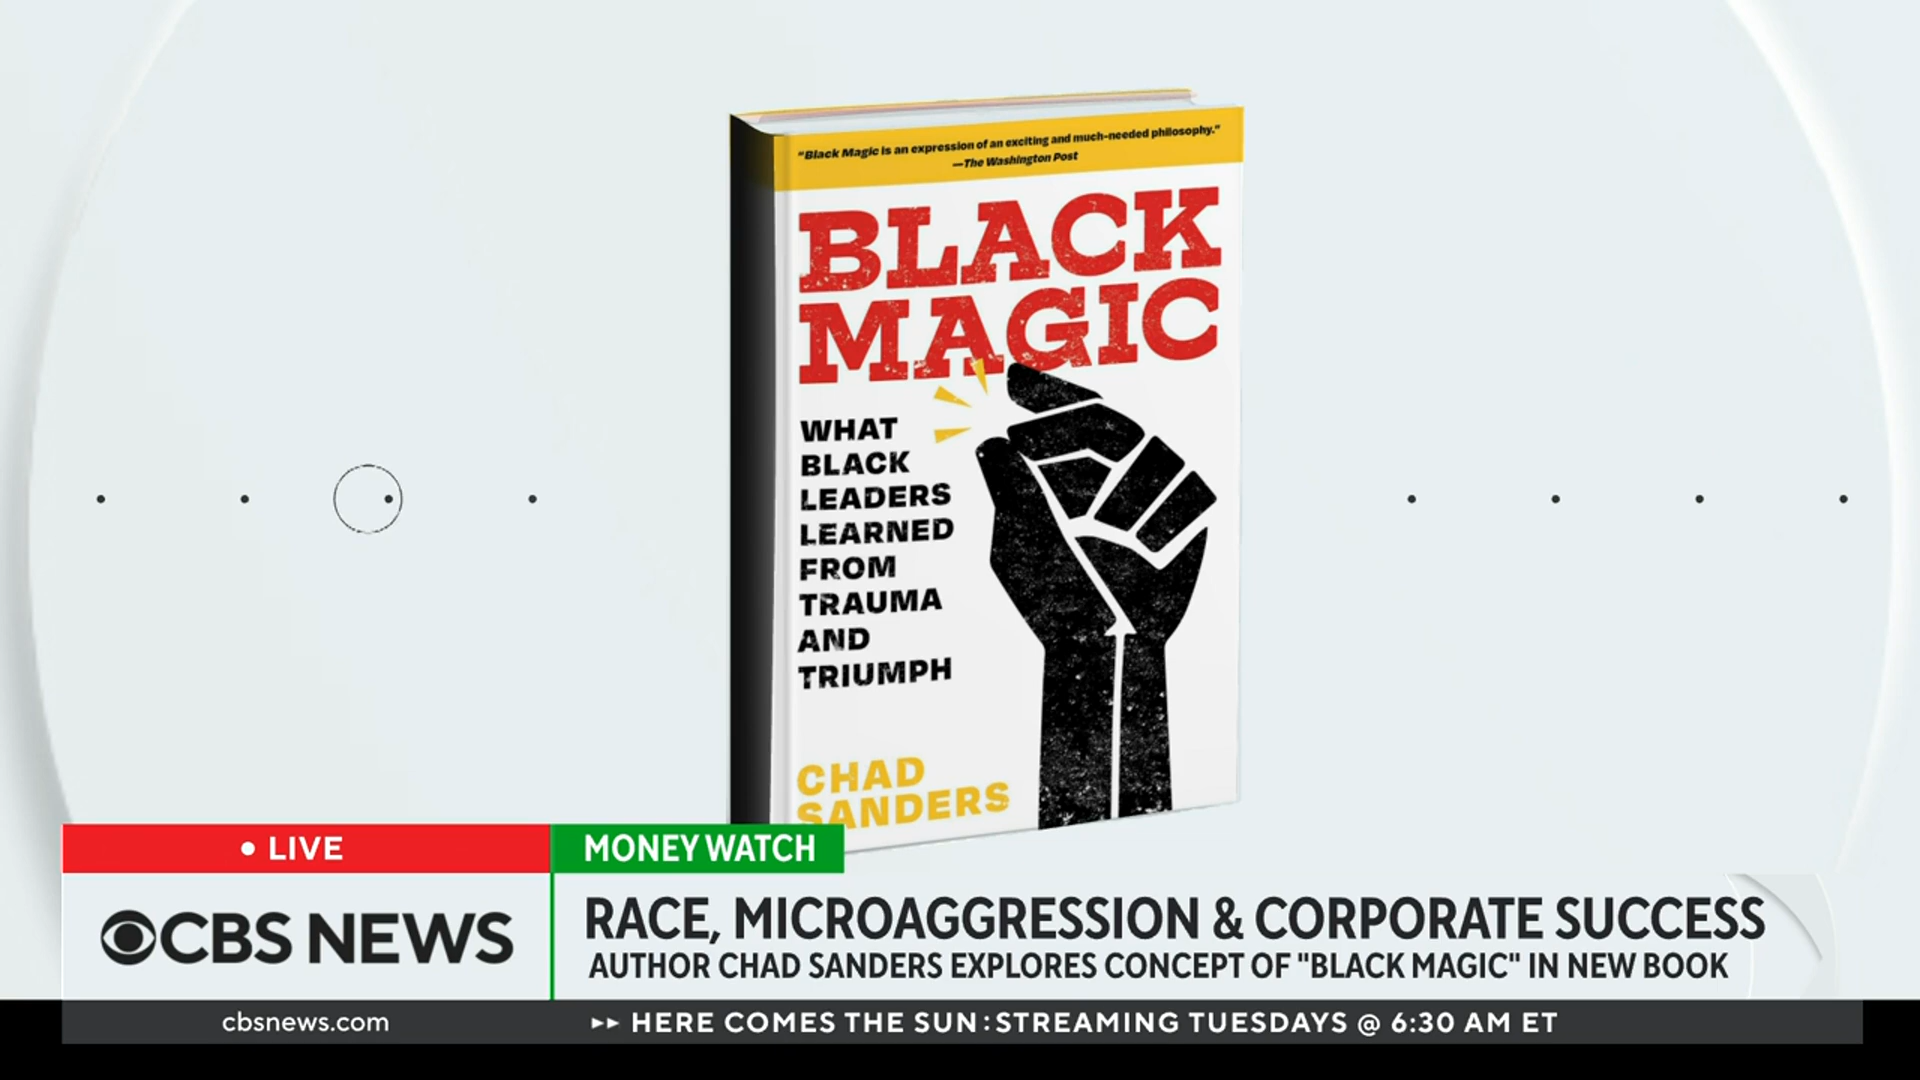 "Black Magic is an expression of an exciting and much-needed philosophy."
—The Washington Post
BLACK
MAGIC
WHAT
BLACK
LEADERS
LEARNED
FROM
TRAUMA
AND
TRIUMPH
CHAD
SANDERS
• LIVE
MONEY WATCH
CBS NEWS
RACE, MICROAGGRESSION & CORPORATE SUCCESS
AUTHOR CHAD SANDERS EXPLORES CONCEPT OF "BLACK MAGIC" IN NEW BOOK
cbsnews.com
HERE COMES THE SUN:STREAMING TUESDAYS @ 6:30 AM ET